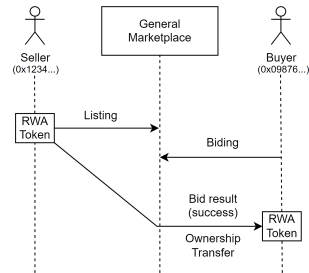 General
Marketplace
Seller
(0x1234...)
Buyer
(0x09876...)
RWA
Token
Listing
Biding
Bid result
(success)
Ownership
Transfer
RWA
Token